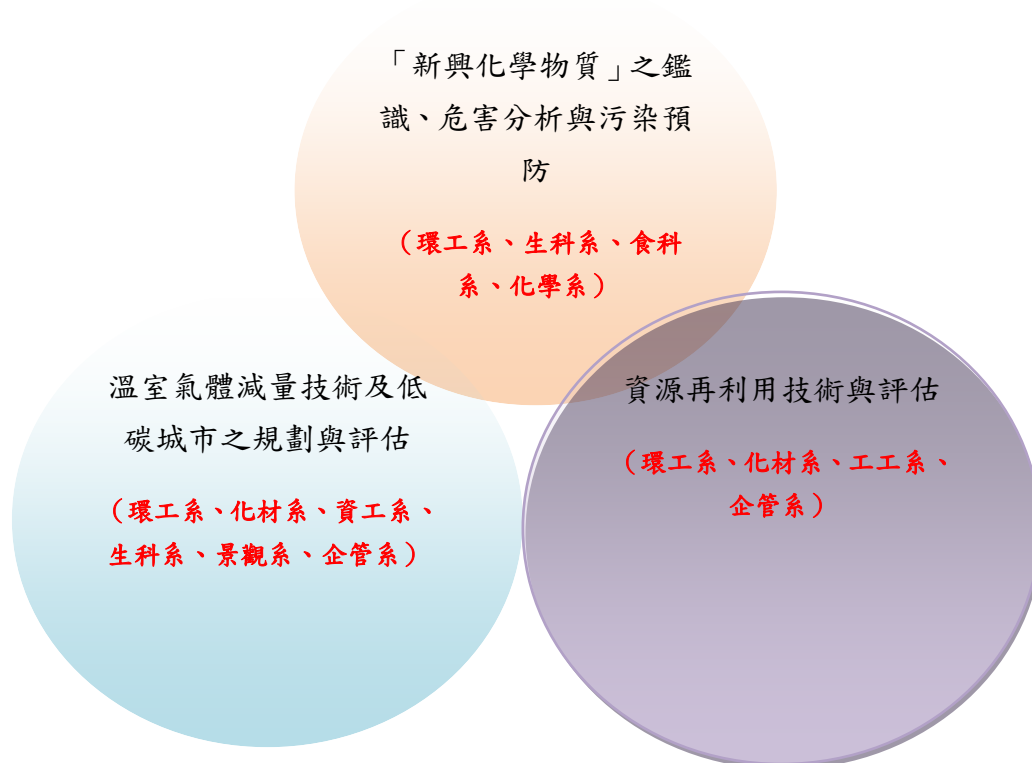 「新興化學物質」之鑑
識、危害分析與污染預
防
（環工系、生科系、食科
系、化學系）
溫室氣體減量技術及低
碳城市之規劃與評估
（環工系、化材系、資工系、
生科系、景觀系、企管系）
資源再利用技術與評估
（環工系、化材系、工工系、
企管系）